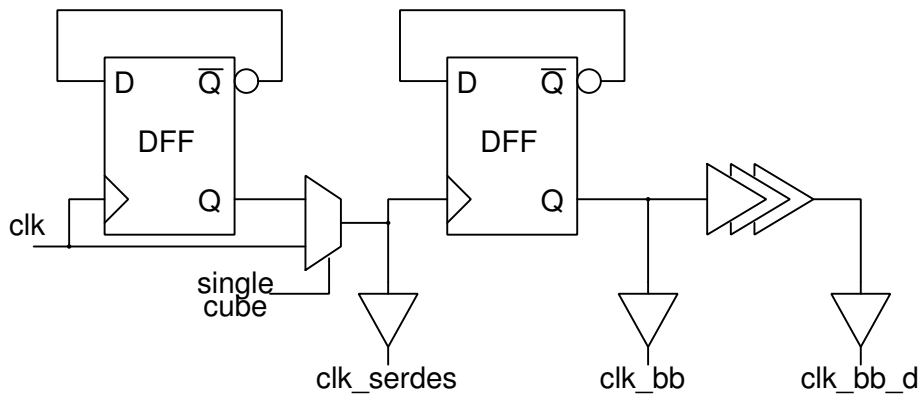 D Q DFF Q
D Q DFF Q
clk
single
cube
clk_serdes
clk_bb
clk_bb_d